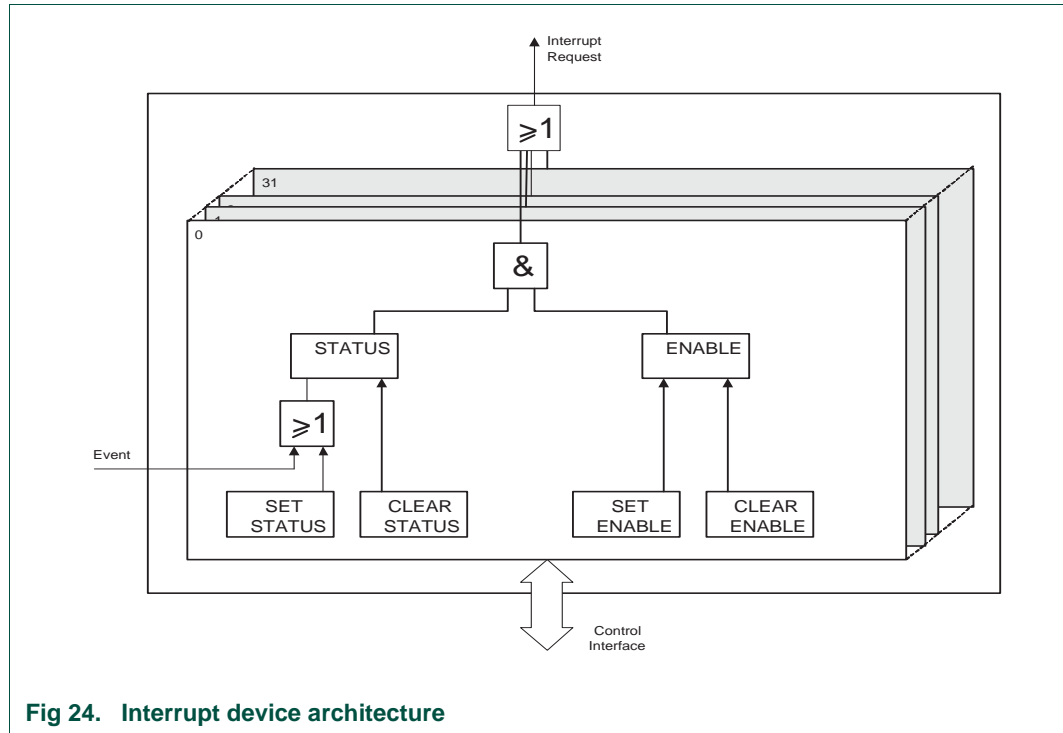 Interrupt
Request
≥1
31
1
0
&
STATUS
ENABLE
≥1
Event
SET
STATUS
CLEAR
STATUS
SET
ENABLE
CLEAR
ENABLE
Control
Interface
Fig 24. Interrupt device architecture